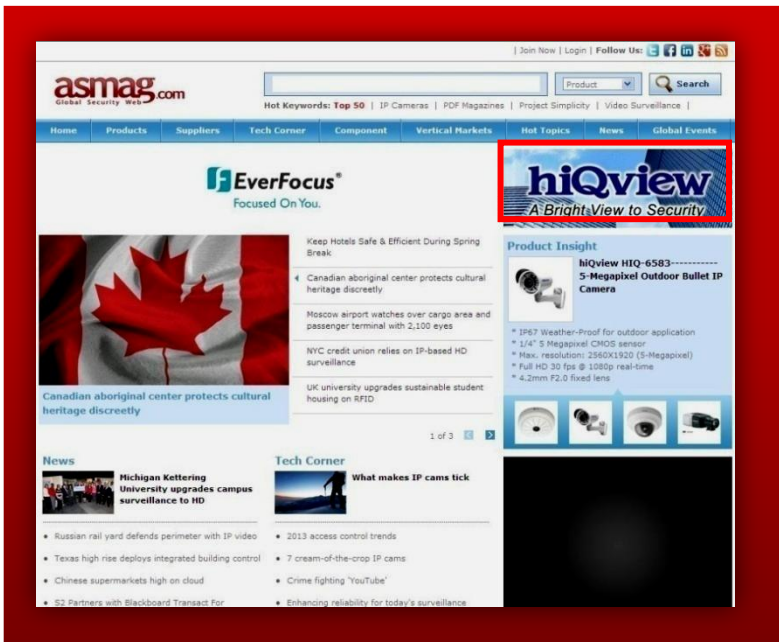 | Join Now | Login | Follow Us:
asmag.com
Global Security Web
Product
Search
Hot Keywords: Top 50 | IP Cameras | PDF Magazines | Project Simplicity | Video Surveillance |
Home Products Suppliers Tech Corner Component Vertical Markets Hot Topics News Global Events
EverFocus®
Focused On You.
hiQview
A Bright View to Security
Keep Hotels Safe & Efficient During Spring
Break
Canadian aboriginal center protects cultural
heritage discreetly
Moscow airport watches over cargo area and
passenger terminal with 2,100 eyes
NYC credit union relies on IP-based HD
surveillance
UK university upgrades sustainable student
housing on RFID
Canadian aboriginal center protects cultural
heritage discreetly
1 of 3
Product Insight
hiQview HIQ-6583-----------
5-Megapixel Outdoor Bullet IP
Camera
* IP67 Weather-Proof for outdoor application
* 1/4" 5 Megapixel CMOS sensor
* Max. resolution: 2560X1920 (5-Megapixel)
* Full HD 30 fps @ 1080p real-time
* 4.2mm F2.0 fixed lens
News
Michigan Kettering
University upgrades campus
surveillance to HD
• Russian rail yard defends perimeter with IP video
• Texas high rise deploys integrated building control
• Chinese supermarkets high on cloud
• S2 Partners with Blackboard Transact For
Tech Corner
What makes IP cams tick
• 2013 access control trends
• 7 cream-of-the-crop IP cams
• Crime fighting 'YouTube'
• Enhancing reliability for today's surveillance